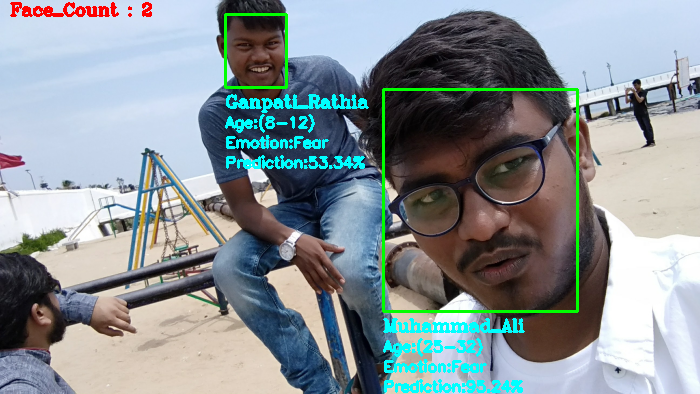 Face_Count : 2
Ganpati_Rathia
Age:(8-12)
Emotion:Fear
Prediction:53.34%
Muhammad_Ali
Age:(25-32)
Emotion:Fear
Prediction:95.24%